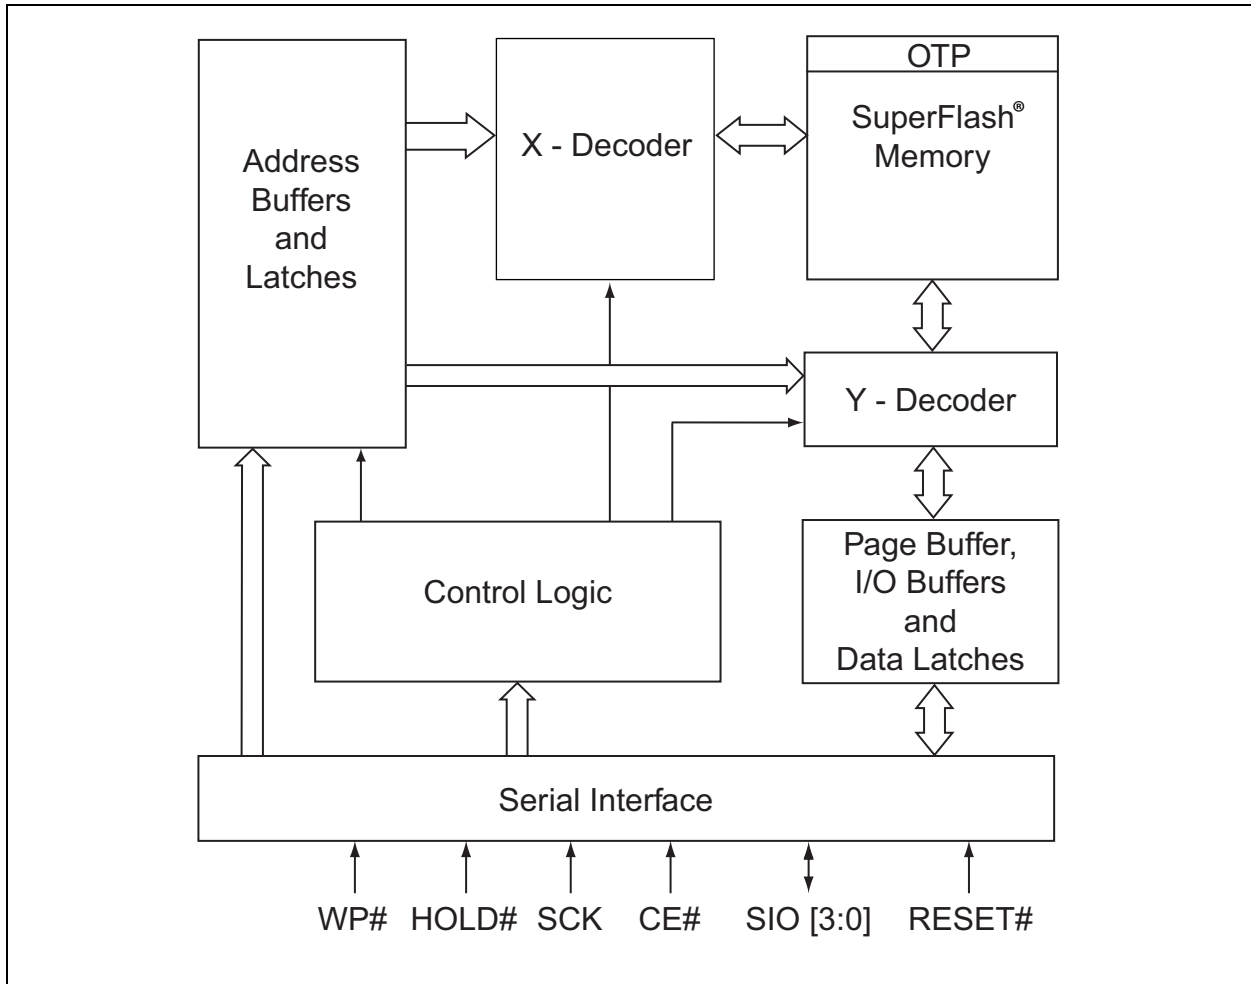 OTP
SuperFlash®
Memory
X - Decoder
Address
Buffers
and
Latches
Y - Decoder
Page Buffer,
I/O Buffers
and
Data Latches
Control Logic
Serial Interface
WP# HOLD# SCK CE# SIO [3:0] RESET#